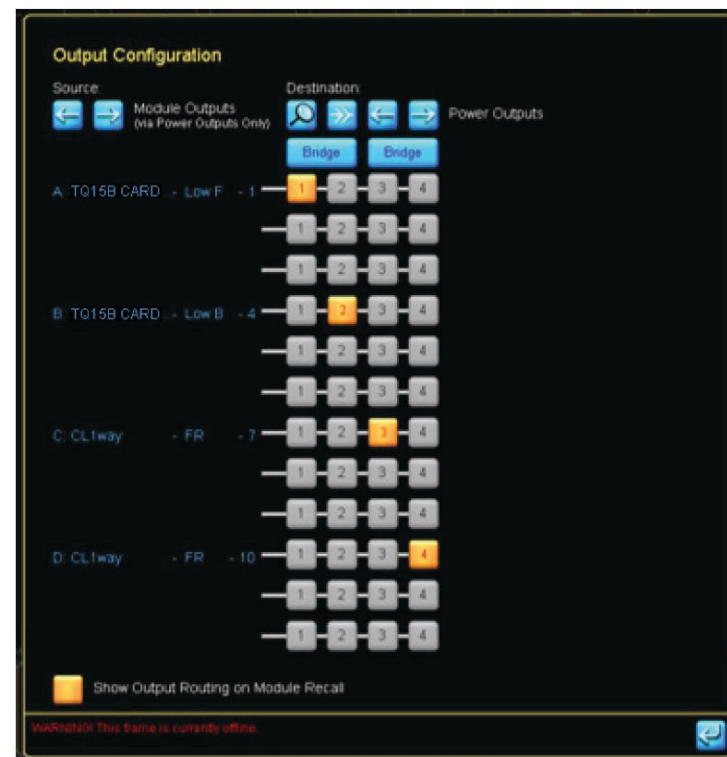 Output Configuration
Source: Destination:
Module Outputs
(via Power Outputs Only)
Power Outputs
Bridge Bridge
A: TQ15B CARD - Low F - 1 1 2 3 4
1 2 3 4
1 2 3 4
B: TQ15B CARD - Low B - 4 1 2 3 4
1 2 3 4
1 2 3 4
C: CL1way - FR - 7 1 2 3 4
1 2 3 4
1 2 3 4
D: CL1way - FR - 10 1 2 3 4
1 2 3 4
1 2 3 4
Show Output Routing on Module Recall
WARNING! This frame is currently offline.